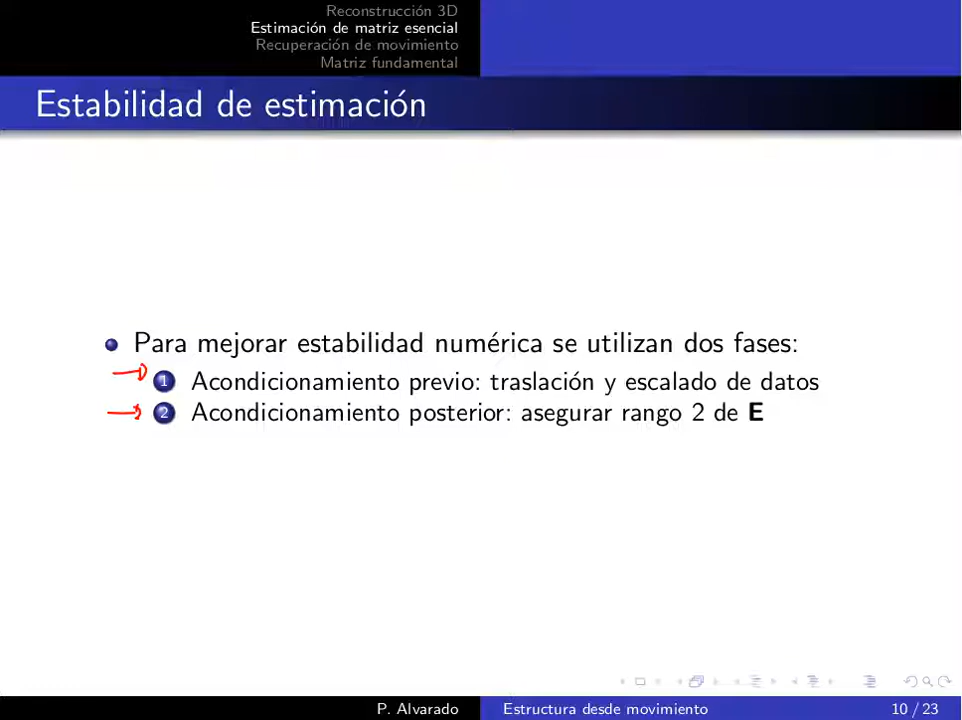 Reconstrucción 3D
Estimación de matriz esencial
Recuperación de movimiento
Matriz fundamental
Estabilidad de estimación
Para mejorar estabilidad numérica se utilizan dos fases:
1 Acondicionamiento previo: traslación y escalado de datos
2 Acondicionamiento posterior: asegurar rango 2 de E
P. Alvarado Estructura desde movimiento 10 / 23